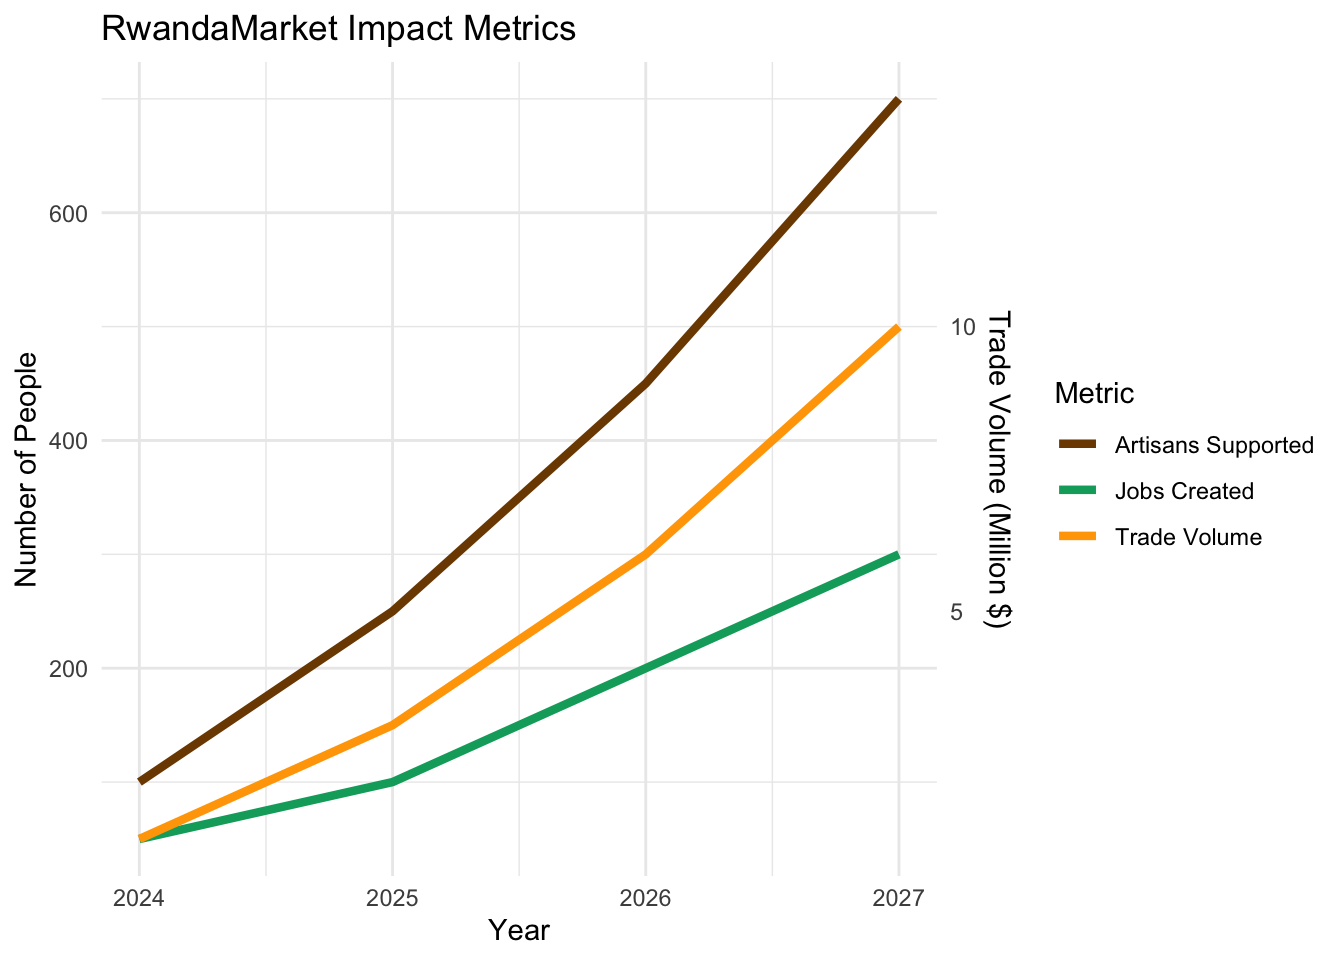 RwandaMarket Impact Metrics
Number of People
600
400
200
2024
2025
2026
2027
Year
10
5
Trade Volume (Million $)
Metric
Artisans Supported
Jobs Created
Trade Volume